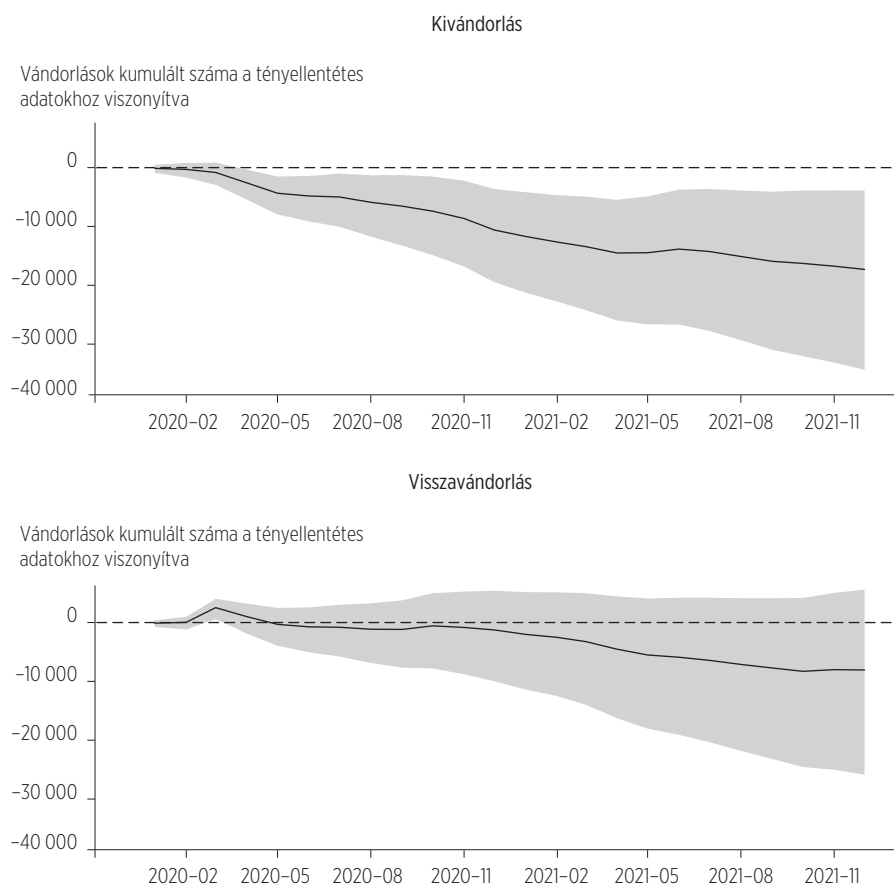 Kivándorlás
Vándorlások kumulált száma a tényellentétes
adatokhoz viszonyítva
0
–10 000
–20 000
–30 000
–40 000
2020–02 2020–05 2020–08 2020–11 2021–02 2021–05 2021–08 2021–11
Visszavándorlás
Vándorlások kumulált száma a tényellentétes
adatokhoz viszonyítva
0
–10 000
–20 000
–30 000
–40 000
2020–02 2020–05 2020–08 2020–11 2021–02 2021–05 2021–08 2021–11